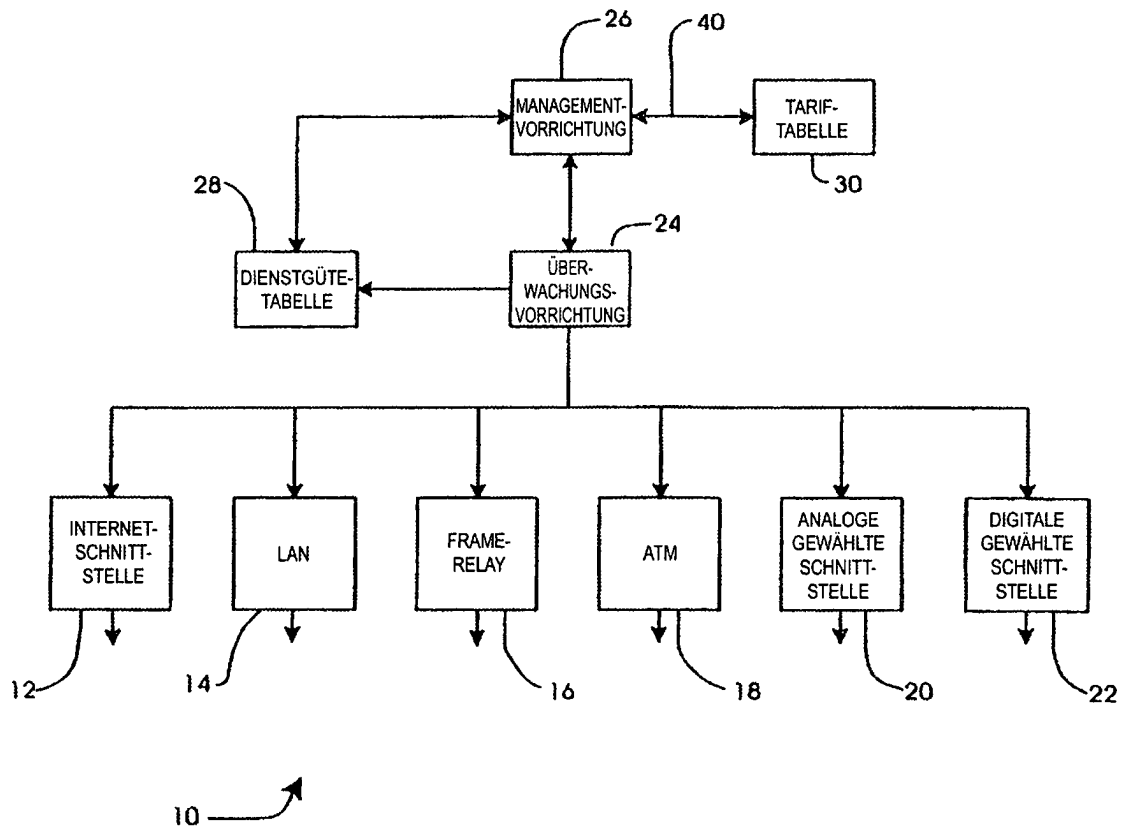 26
40
MANAGEMENT-
VORRICHTUNG
TARIF-
TABELLE
30
28
24
DIENSTGÜTE-
TABELLE
ÜBER-
WACHUNGS-
VORRICHTUNG
INTERNET-
SCHNITT-
STELLE
LAN
FRAME-
RELAY
ATM
ANALOGE
GEWÄHLTE
SCHNITT-
STELLE
DIGITALE
GEWÄHLTE
SCHNITT-
STELLE
12
14
16
18
20
22
10